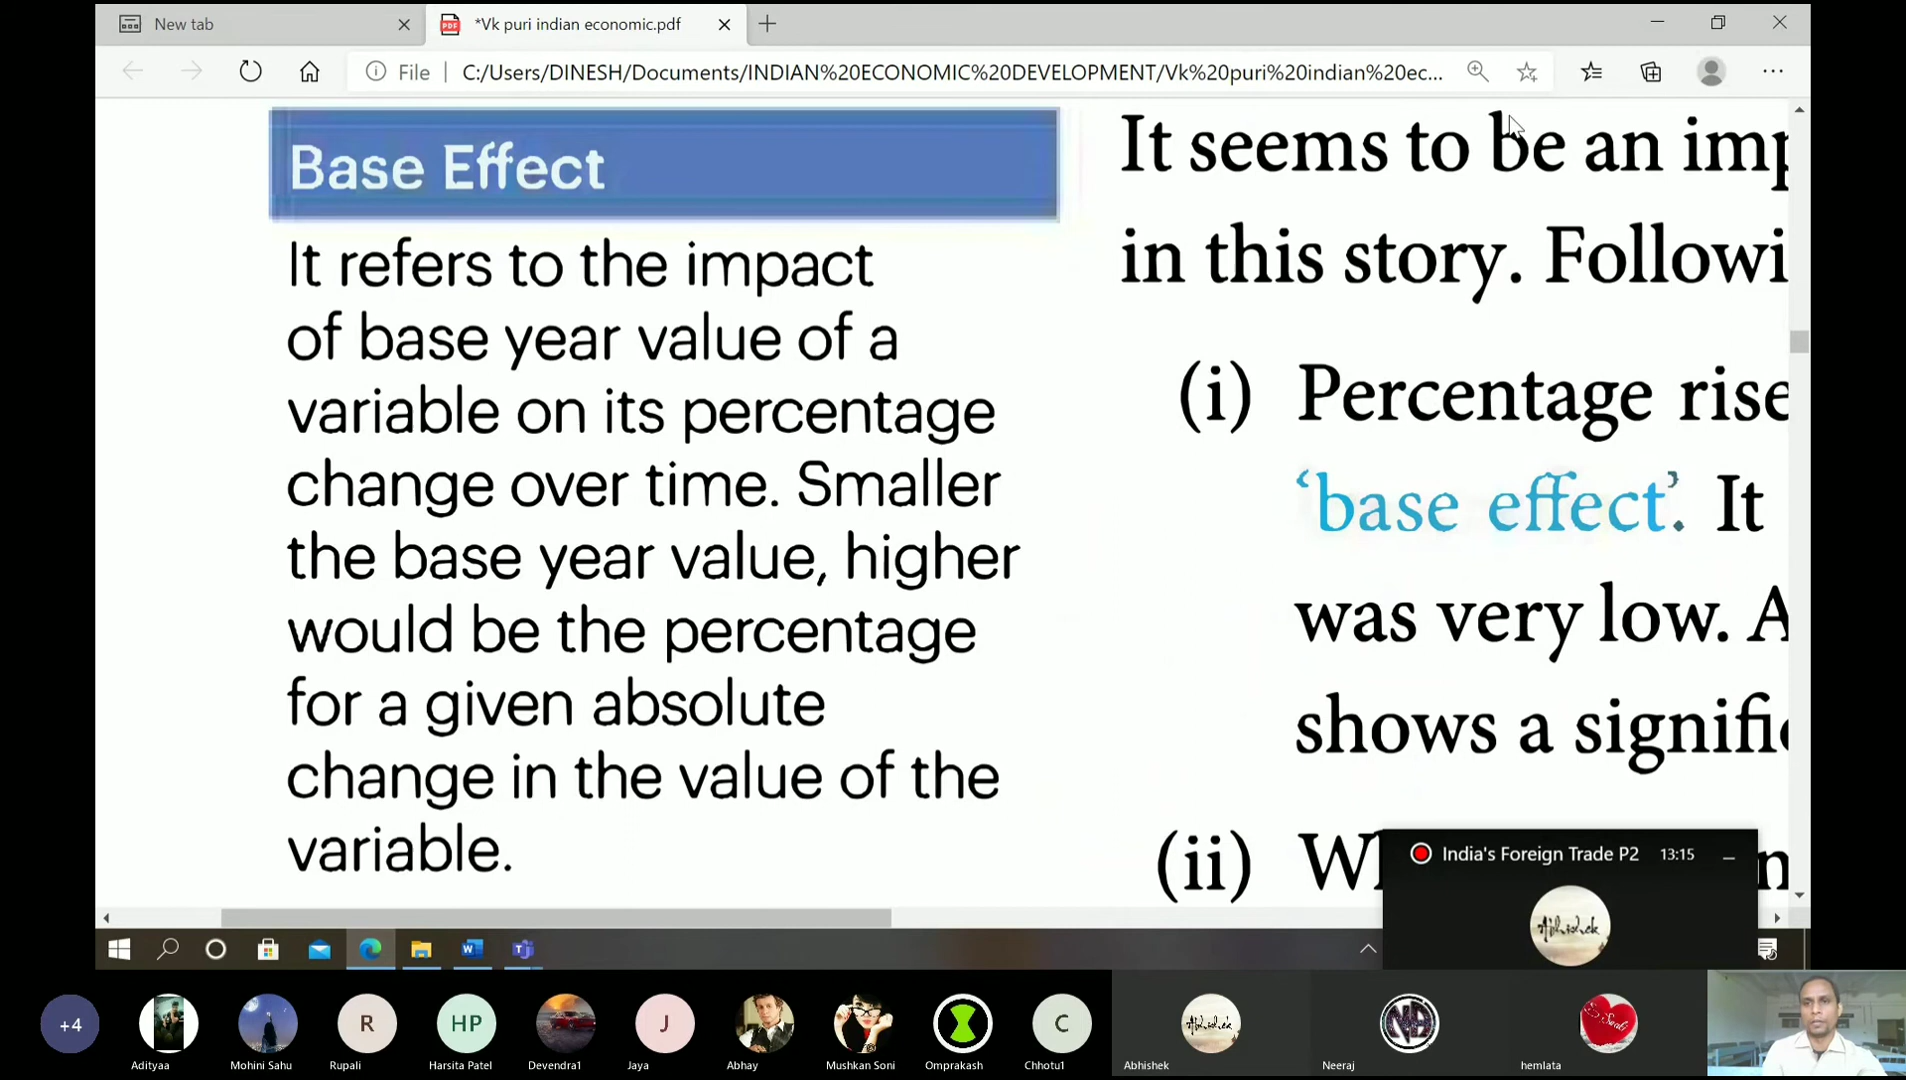 New tab
*Vk puri indian economic.pdf
File
C:/Users/DINESH/Documents/INDIAN%20ECONOMIC%20DEVELOPMENT/Vk%20puri%20indian%20ec...
Base Effect
It refers to the impact
of base year value of a
variable on its percentage
change over time. Smaller
the base year value, higher
would be the percentage
for a given absolute
change in the value of the
variable.
It seems to be an imp
in this story. Followi
(i) Percentage rise
‘base effect’. It
was very low. A
shows a signific
(ii) W
India's Foreign Trade P2 13:15
Abhishek
+4
R
HP
J
C
Adityaa
Mohini Sahu
Rupali
Harsita Patel
Devendra1
Jaya
Abhay
Mushkan Soni
Omprakash
Chhotu1
Abhishek
Neeraj
hemlata